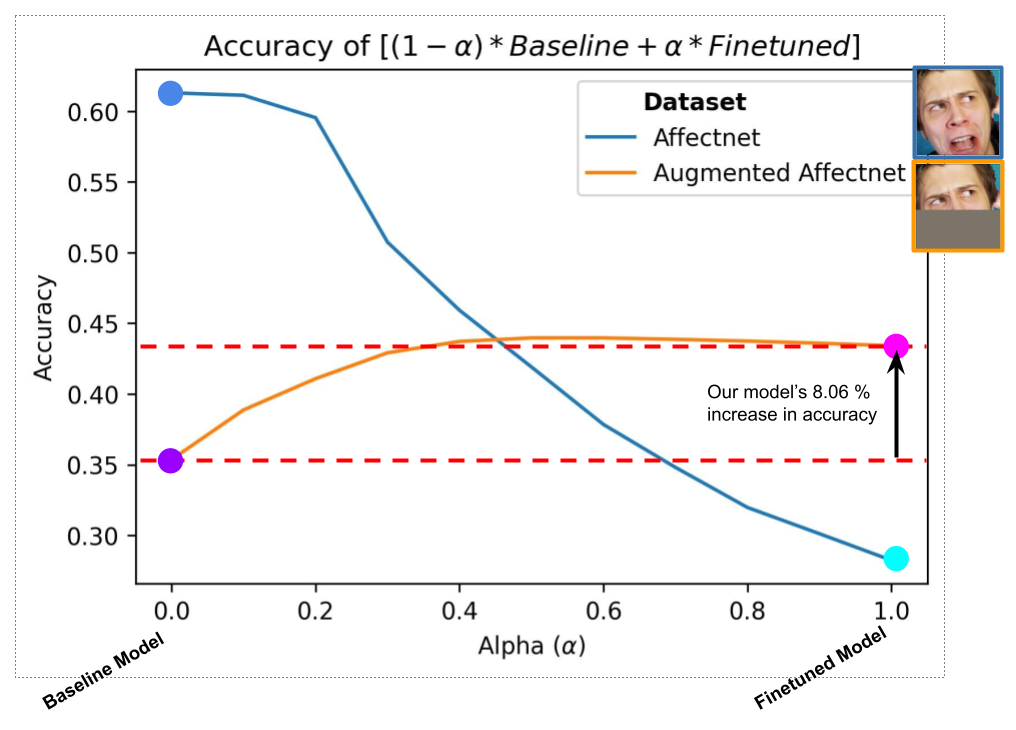 Accuracy of [(1 − α) * Baseline + α * Finetuned]
Dataset
Affectnet
Augmented Affectnet
Accuracy
0.60
0.55
0.50
0.45
0.40
0.35
0.30
Our model’s 8.06 %
increase in accuracy
0.0 0.2 0.4 0.6 0.8 1.0
Alpha (α)
Baseline Model
Finetuned Model